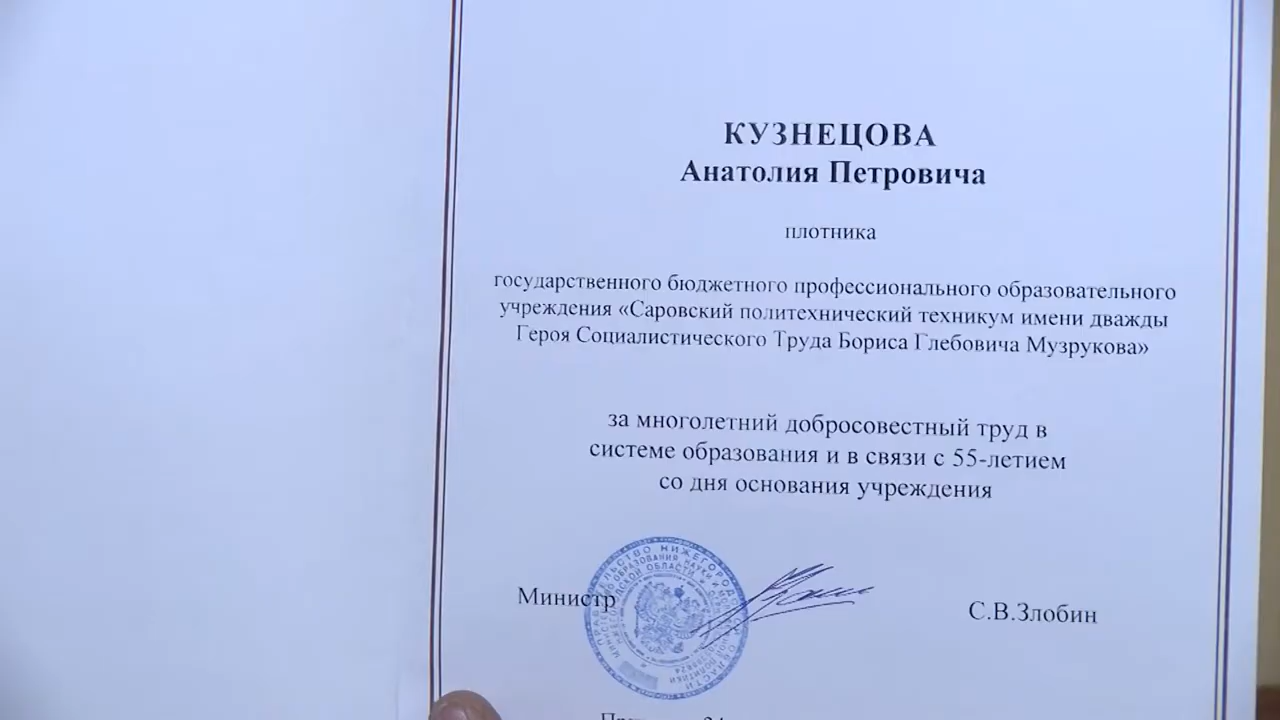 КУЗНЕЦОВА
Анатолия Петровича
плотника
государственного бюджетного профессионального образовательного
учреждения «Саровский политехнический техникум имени дважды
Героя Социалистического Труда Бориса Глебовича Музрукова»
за многолетний добросовестный труд в
системе образования и в связи с 55-летием
со дня основания учреждения
Министр
С.В.Злобин